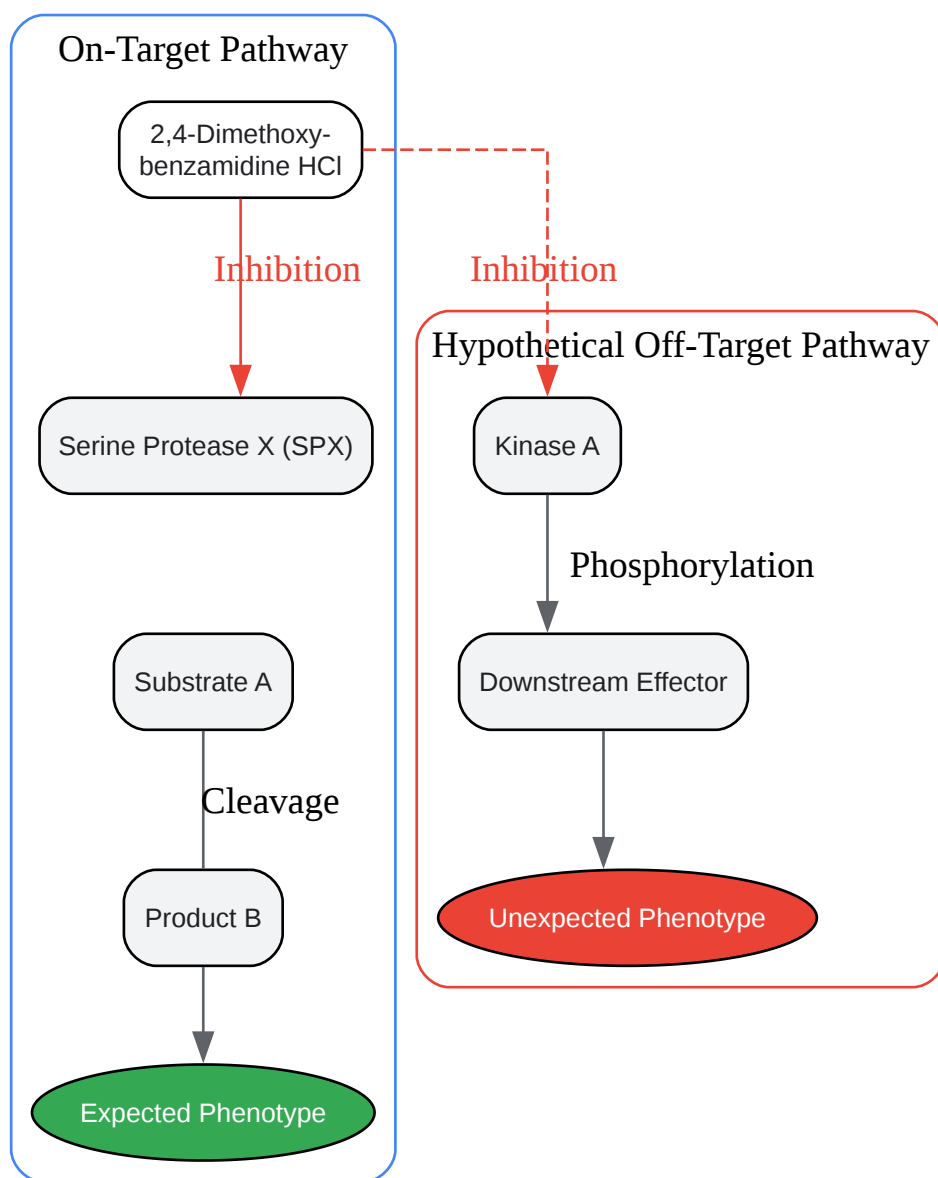 On-Target Pathway
2,4-Dimethoxy-
benzamidine HCl
Inhibition
Inhibition
Hypothetical Off-Target Pathway
Serine Protease X (SPX)
Kinase A
Phosphorylation
Substrate A
Downstream Effector
Cleavage
Product B
Unexpected Phenotype
Expected Phenotype